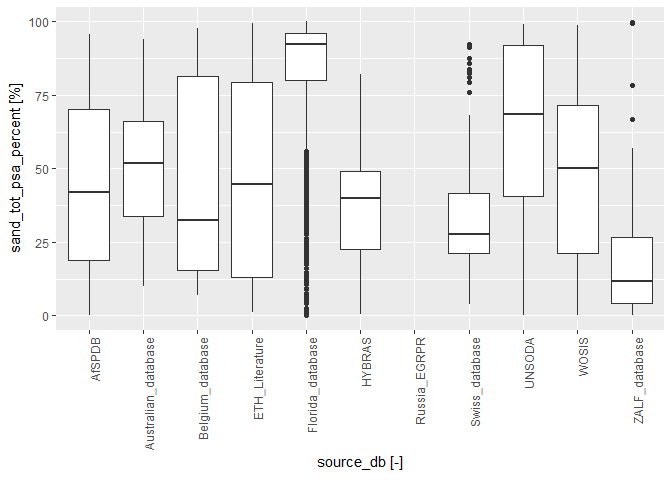 100
75
50
25
0
sand_tot_psa_percent [%]
AfSPDB
Australian_database
Belgium_database
ETH_Literature
Florida_database
HYBRAS
Russia_EGRPR
Swiss_database
UNSODA
WOSIS
ZALF_database
source_db [-]